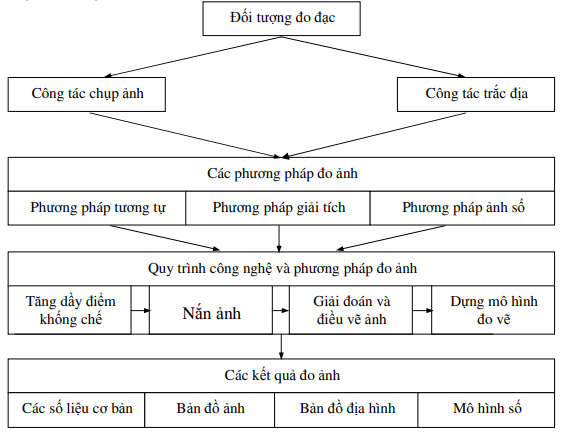 Đối tượng đo đạc
Công tác chụp ảnh
Công tác trắc địa
Các phương pháp đo ảnh
Phương pháp tương tự
Phương pháp giải tích
Phương pháp ảnh số
Quy trình công nghệ và phương pháp đo ảnh
Tăng dầy điểm
khống chế
Nắn ảnh
Giải đoán và
điều vẽ ảnh
Dựng mô hình
đo vẽ
Các kết quả đo ảnh
Các số liệu cơ bản
Bản đồ ảnh
Bản đồ địa hình
Mô hình số